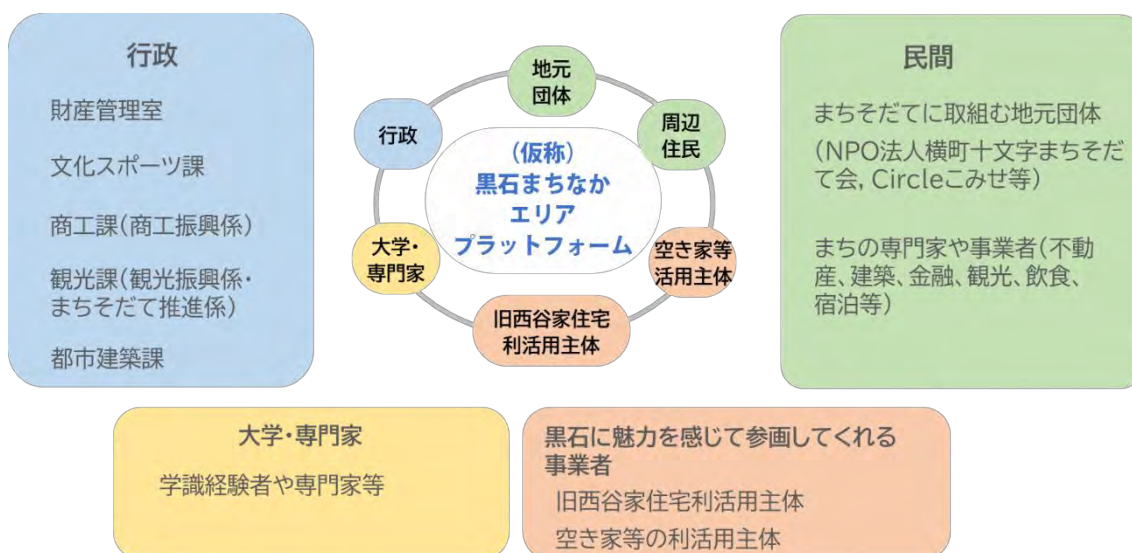 行政
財産管理室
文化スポーツ課
商工課(商工振興係)
観光課(観光振興係・
まちそだて推進係)
都市建築課
地元
団体
行政
周辺
住民
(仮称)
黒石まちなか
エリア
プラットフォーム
大学・
専門家
空き家等
活用主体
旧西谷家住宅
利活用主体
民間
まちそだてに取組む地元団体
(NPO法人横町十文字まちそだ
て会, Circleこみせ等)
まちの専門家や事業者(不動
産、建築、金融、観光、飲食、
宿泊等)
大学・専門家
学識経験者や専門家等
黒石に魅力を感じて参画してくれる
事業者
旧西谷家住宅利活用主体
空き家等の利活用主体